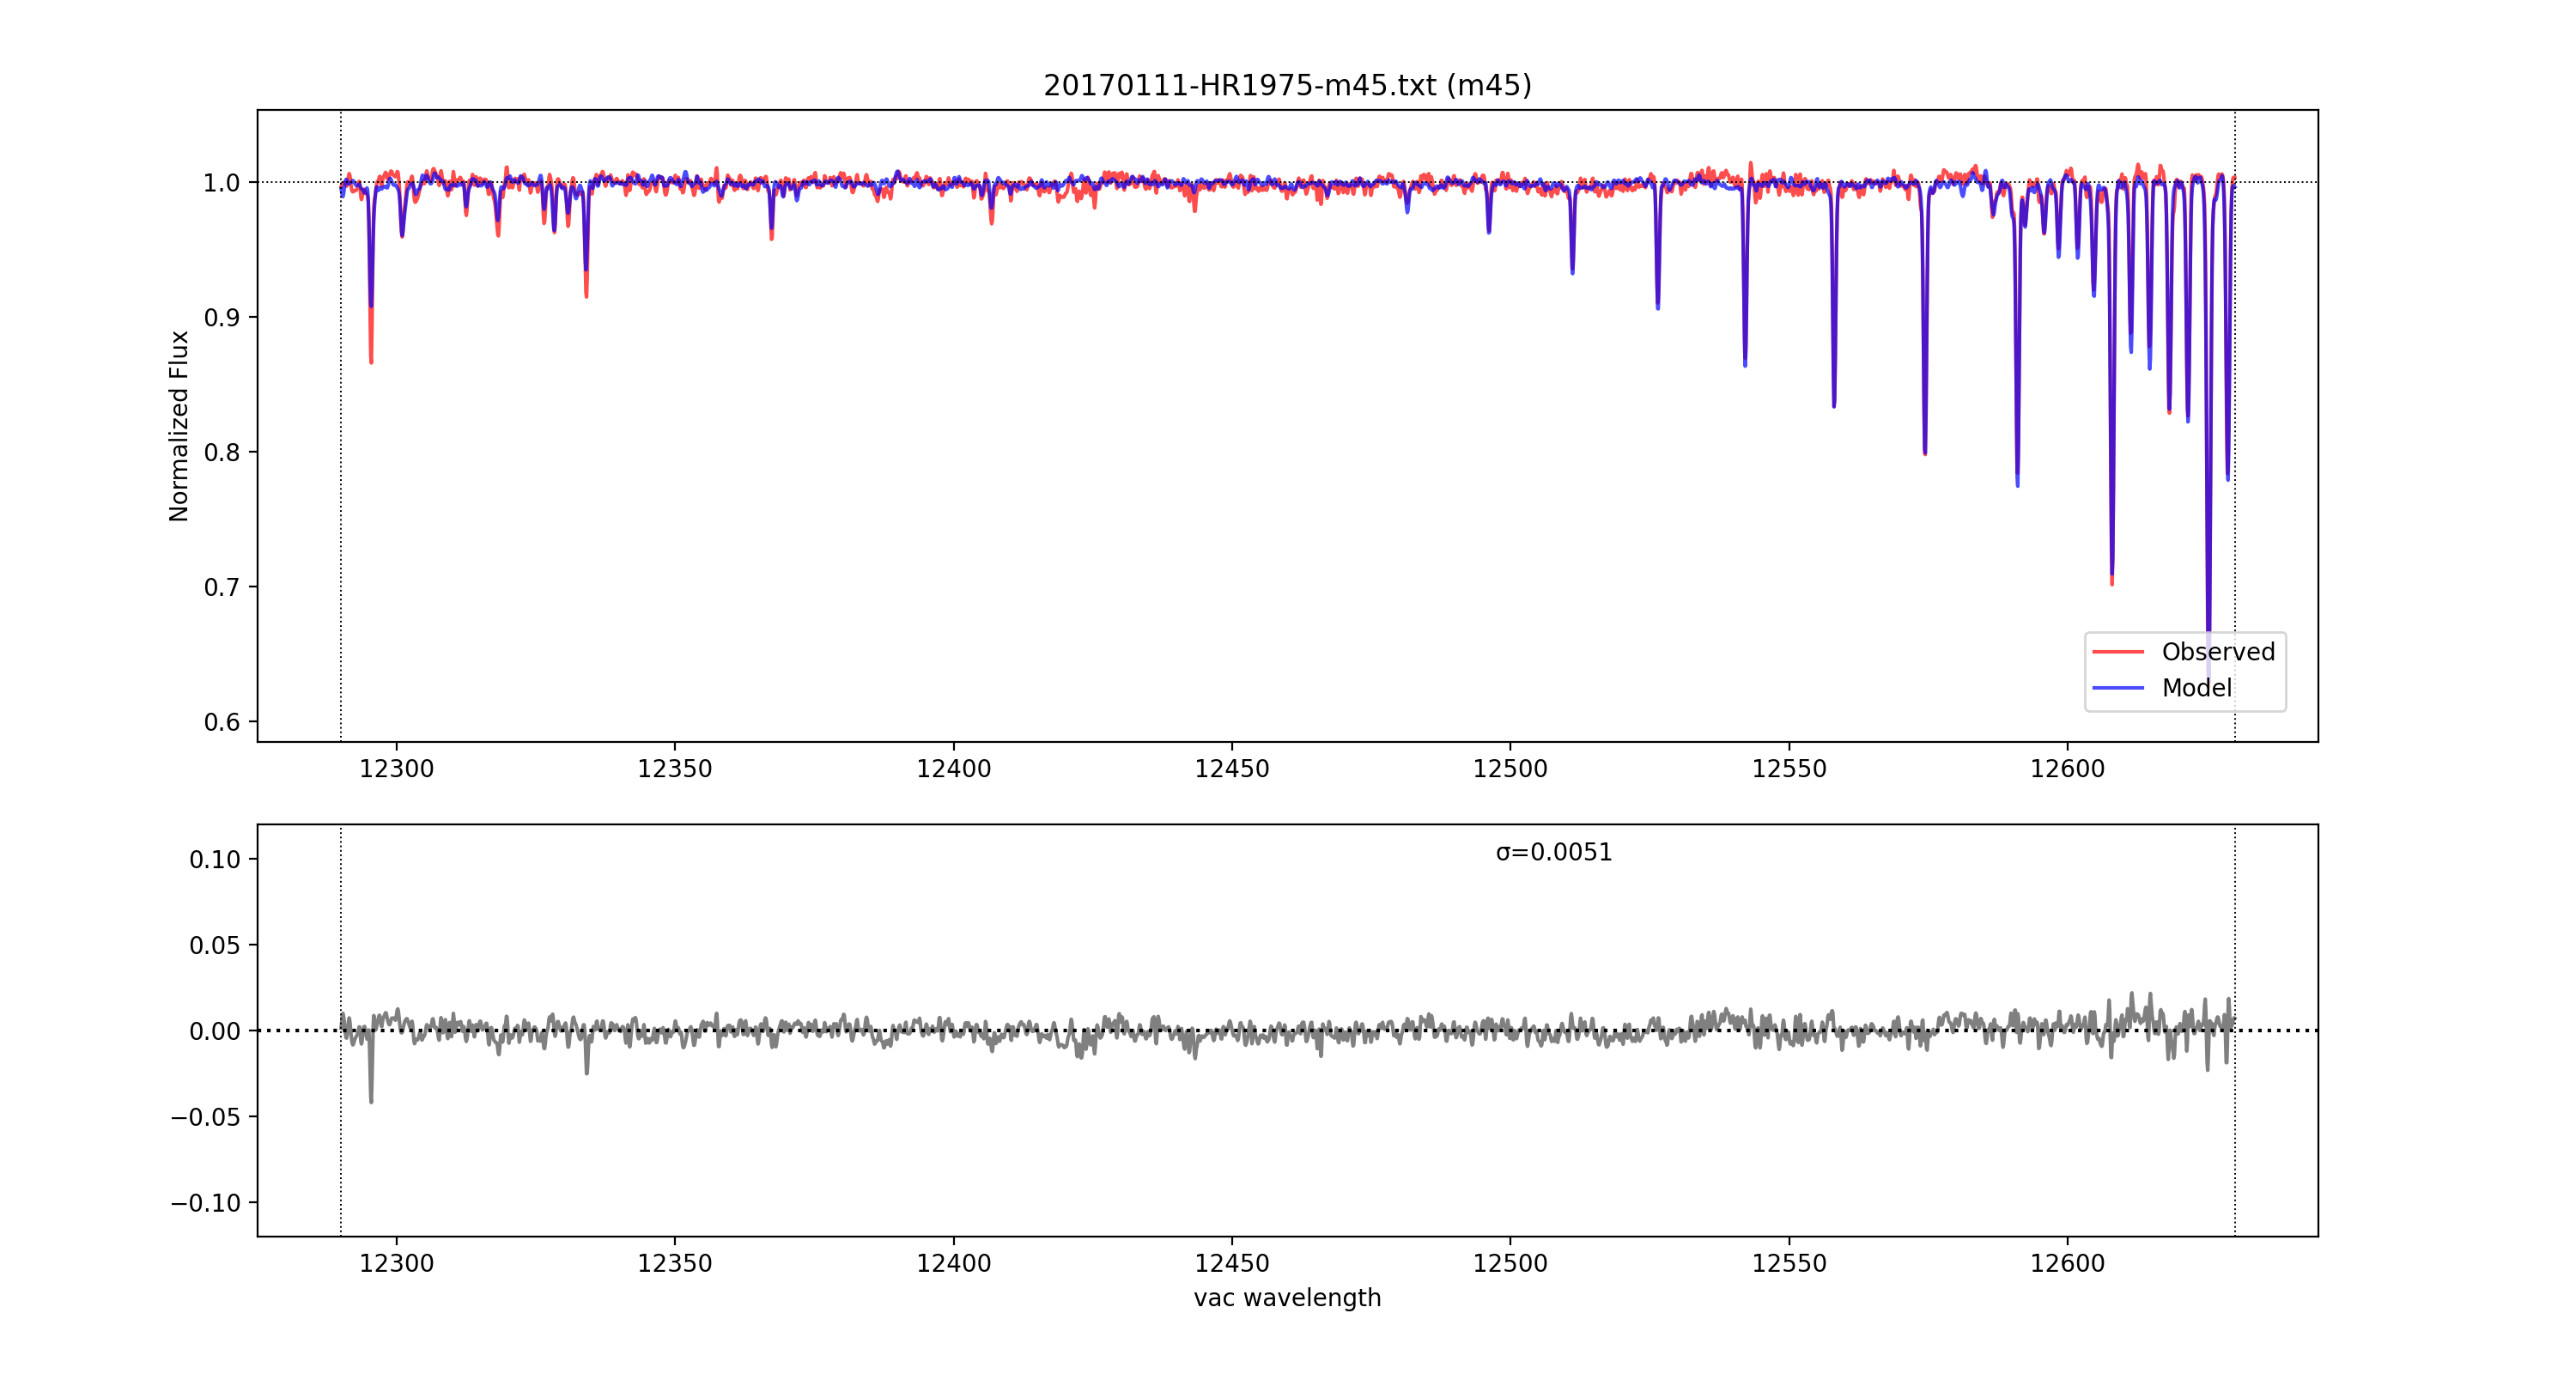 20170111-HR1975-m45.txt (m45)
Normalized Flux
1.0
0.9
0.8
0.7
0.6
12300 12350 12400 12450 12500 12550 12600
Observed
Model
σ=0.0051
0.10
0.05
0.00
−0.05
−0.10
12300 12350 12400 12450 12500 12550 12600
vac wavelength